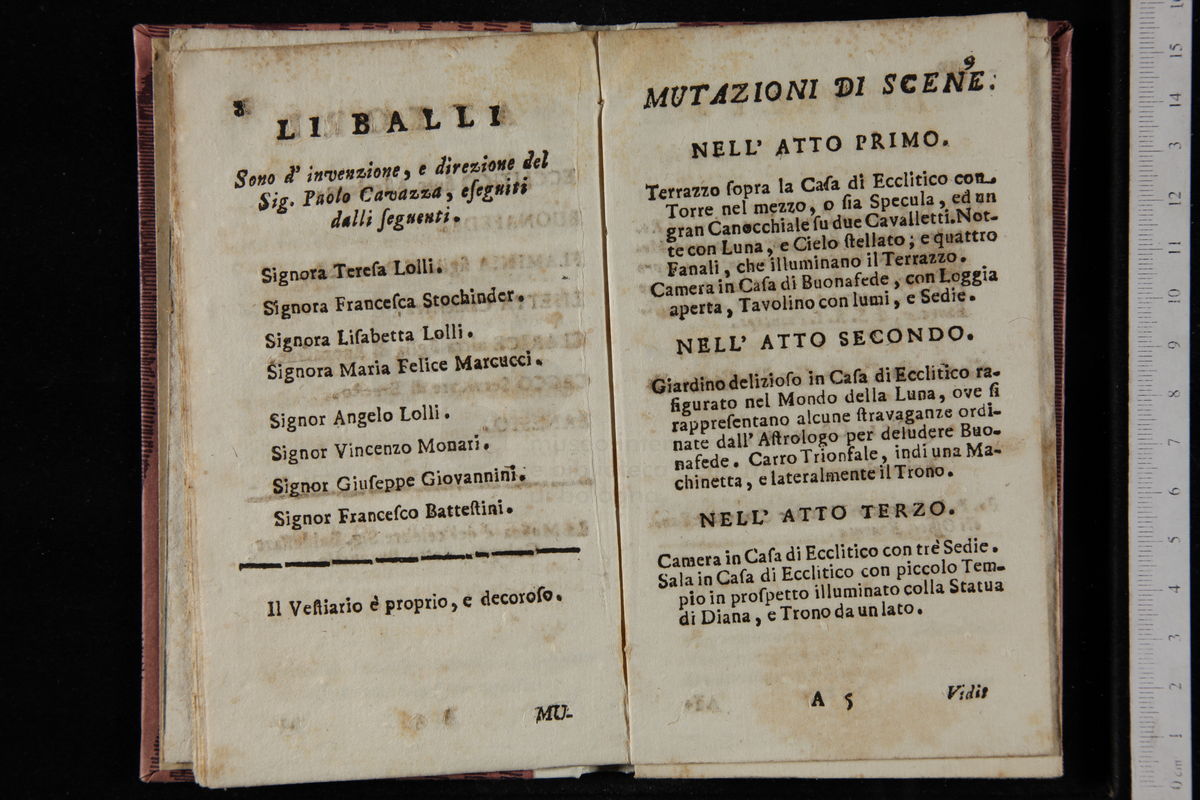 8
LI BALLI
Sono d' invenzione, e direzione del
Sig. Paolo Cavazza, eſeguiti
dalli ſeguenti.
Signora Tereſa Lolli.
Signora Franceſca Stochinder.
Signora Liſabetta Lolli.
Signora Maria Felice Marcucci.
Signor Angelo Lolli.
Signor Vincenzo Monari.
Signor Giuſeppe Giovannini.
Signor Franceſco Batteſtini.
Il Veſtiario è proprio, e decoroſo.
MU-
9
MUTAZIONI DI SCENE.
NELL' ATTO PRIMO.
Terrazzo ſopra la Caſa di Ecclitico con
Torre nel mezzo, o ſia Specula, ed un
gran Canocchiale ſu due Cavalletti. Not-
te con Luna, e Cielo ſtellato; e quattro
Fanali, che illuminano il Terrazzo.
Camera in Caſa di Buonafede, con Loggia
aperta, Tavolino con lumi, e Sedie.
NELL' ATTO SECONDO.
Giardino delizioſo in Caſa di Ecclitico ra-
figurato nel Mondo della Luna, ove ſi
rappreſentano alcune ſtravaganze ordi-
nate dall' Aſtrologo per deludere Buo-
nafede. Carro Trionfale, indi una Ma-
chinetta, e lateralmente il Trono.
NELL' ATTO TERZO.
Camera in Caſa di Ecclitico con trè Sedie.
Sala in Caſa di Ecclitico con piccolo Tem-
pio in proſpetto illuminato colla Statua
di Diana, e Trono da un lato.
A 5
Vidit